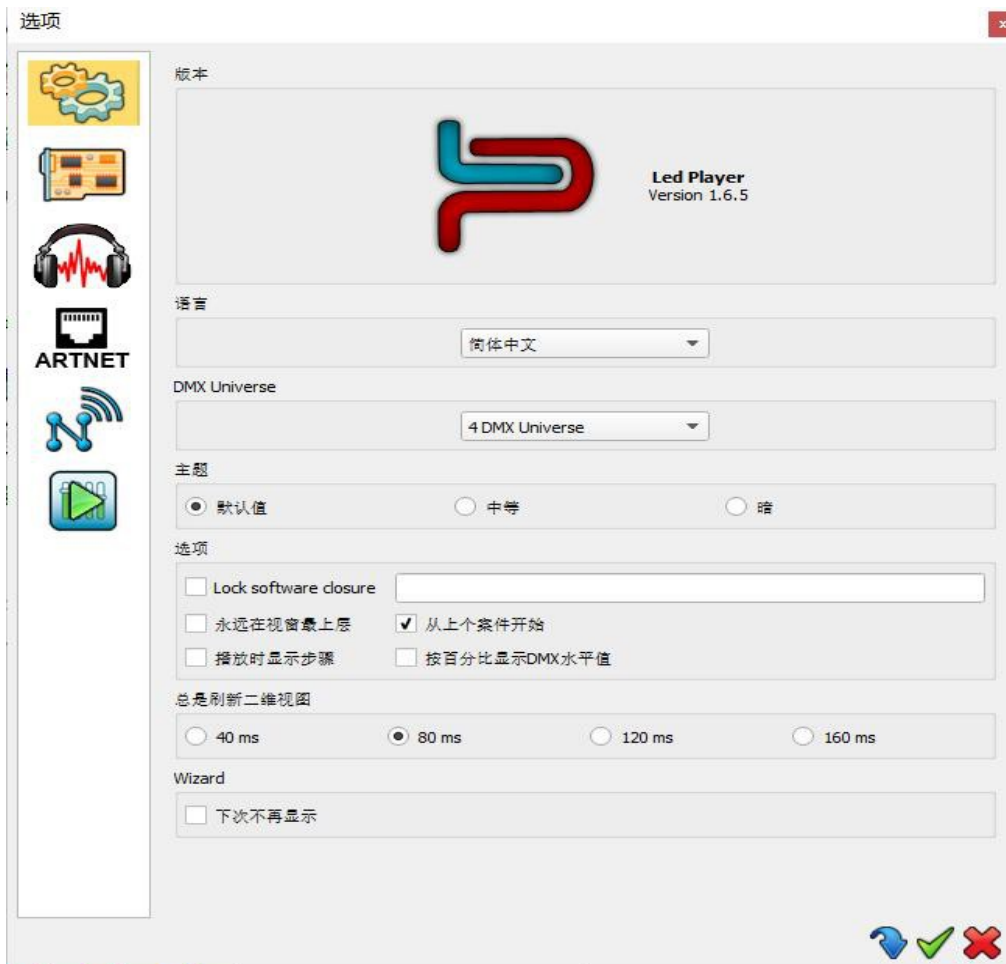 选项
版本
Led Player
Version 1.6.5
语言
简体中文
ARTNET
DMX Universe
4 DMX Universe
主题
默认值 中等 暗
选项
Lock software closure
永远在视窗最上层 从上个案件开始
播放时显示步骤 按百分比显示DMX水平值
总是刷新二维视图
40 ms 80 ms 120 ms 160 ms
Wizard
下次不再显示